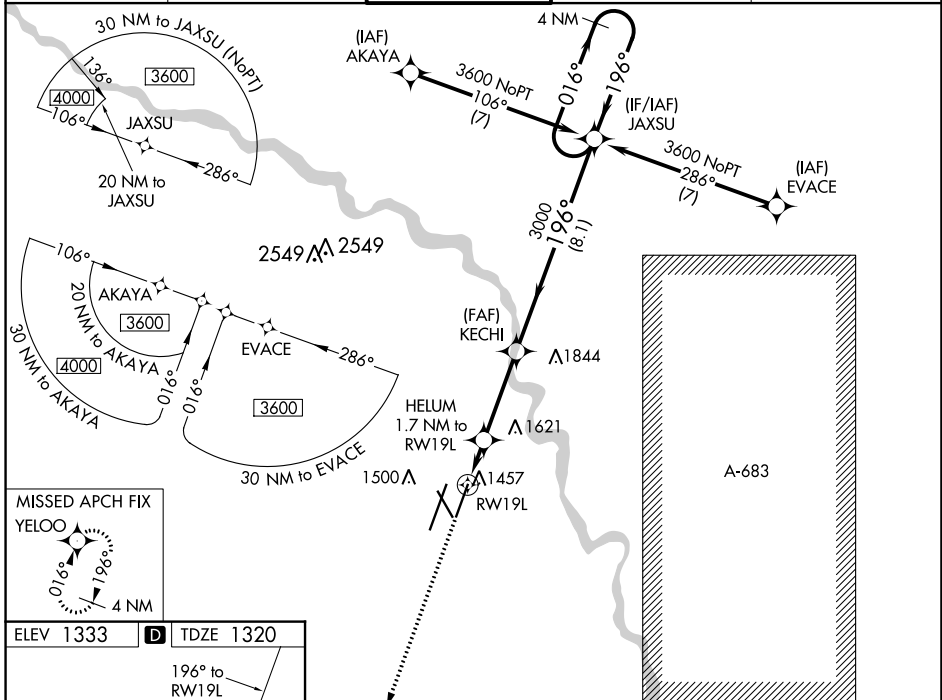 30 NM to JAXSU (NoPT)
136°
3600
4000
106°
JAXSU
286°
20 NM to
JAXSU
4 NM
(IAF)
AKAYA
3600 NoPT
106°
(7)
016°
196°
(IF/IAF)
JAXSU
3600 NoPT
286°
(7)
(IAF)
EVACE
3000
196°
(8.1)
2549
2549
106°
AKAYA
20 NM to AKAYA
3600
30 NM to AKAYA
4000
016°
016°
EVACE
286°
3600
30 NM to EVACE
(FAF)
KECHI
1844
HELUM
1.7 NM to
RW19L
1621
1500
1457
RW19L
A-683
MISSED APCH FIX
YELOO
016°
196°
4 NM
ELEV 1333
D
TDZE 1320
196° to
RW19L